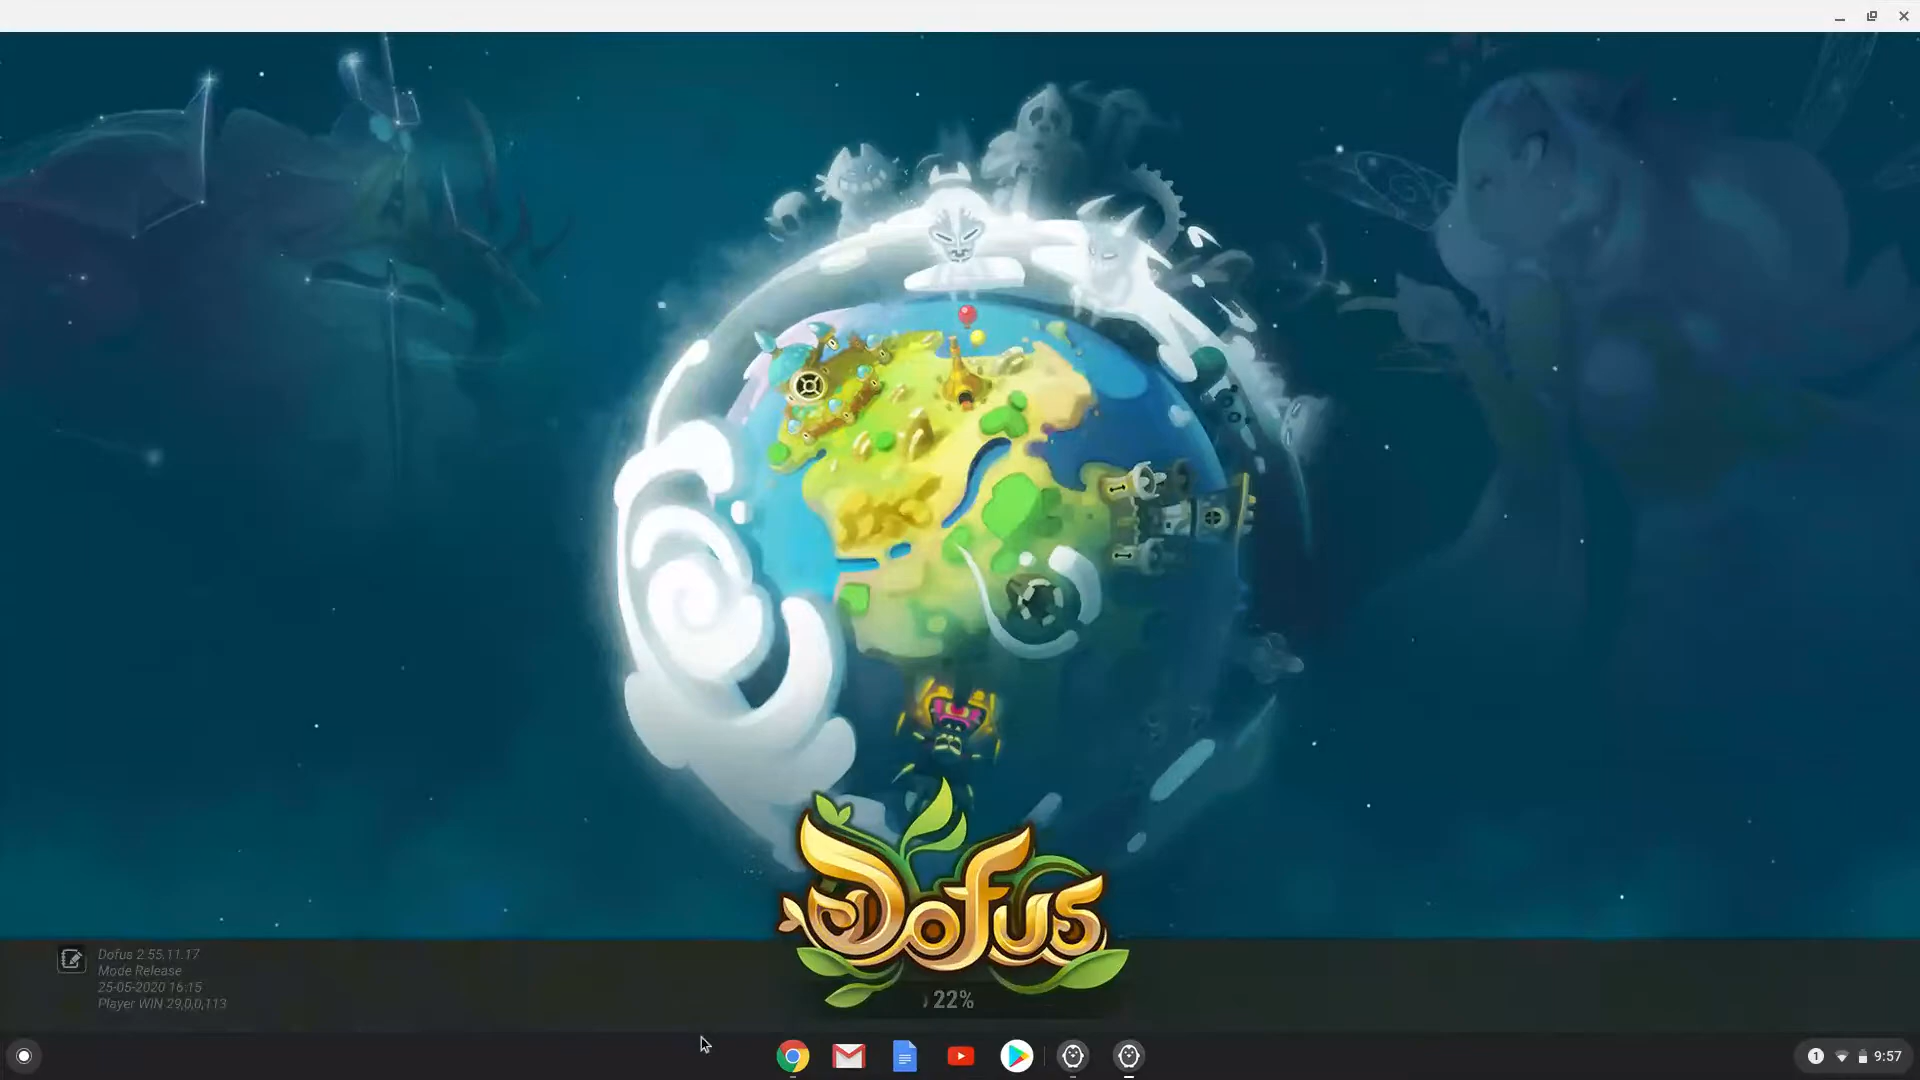 Dofus
Dofus 2.55.11.17
Mode Release
25-05-2020 16:15
Player WIN 29,0,0,113
22%
1
9:57